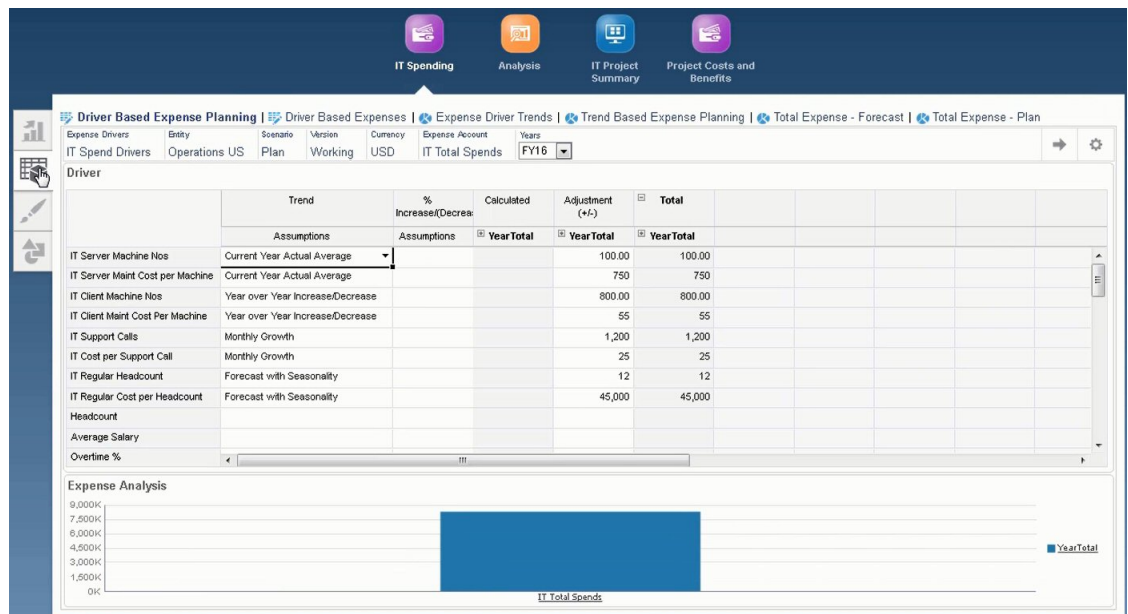 IT Spending
Analysis
IT Project
Summary
Project Costs and
Benefits
Driver Based Expense Planning | Driver Based Expenses | Expense Driver Trends | Trend Based Expense Planning | Total Expense - Forecast | Total Expense - Plan
Expense Drivers Entity Scenario Version Currency Expense Account Years
IT Spend Drivers Operations US Plan Working USD IT Total Spends FY16
Driver
Trend % Calculated Adjustment Total
Increase/(Decrea: (+/-)
Assumptions Assumptions YearTotal YearTotal YearTotal
IT Server Machine Nos Current Year Actual Average 100.00 100.00
IT Server Maint Cost per Machine Current Year Actual Average 750 750
IT Client Machine Nos Year over Year Increase/Decrease 800.00 800.00
IT Client Maint Cost Per Machine Year over Year Increase/Decrease 55 55
IT Support Calls Monthly Growth 1,200 1,200
IT Cost per Support Call Monthly Growth 25 25
IT Regular Headcount Forecast with Seasonality 12 12
IT Regular Cost per Headcount Forecast with Seasonality 45,000 45,000
Headcount
Average Salary
Overtime %
Expense Analysis
9,000K
7,500K
6,000K
4,500K
3,000K
1,500K
0K
IT Total Spends
YearTotal